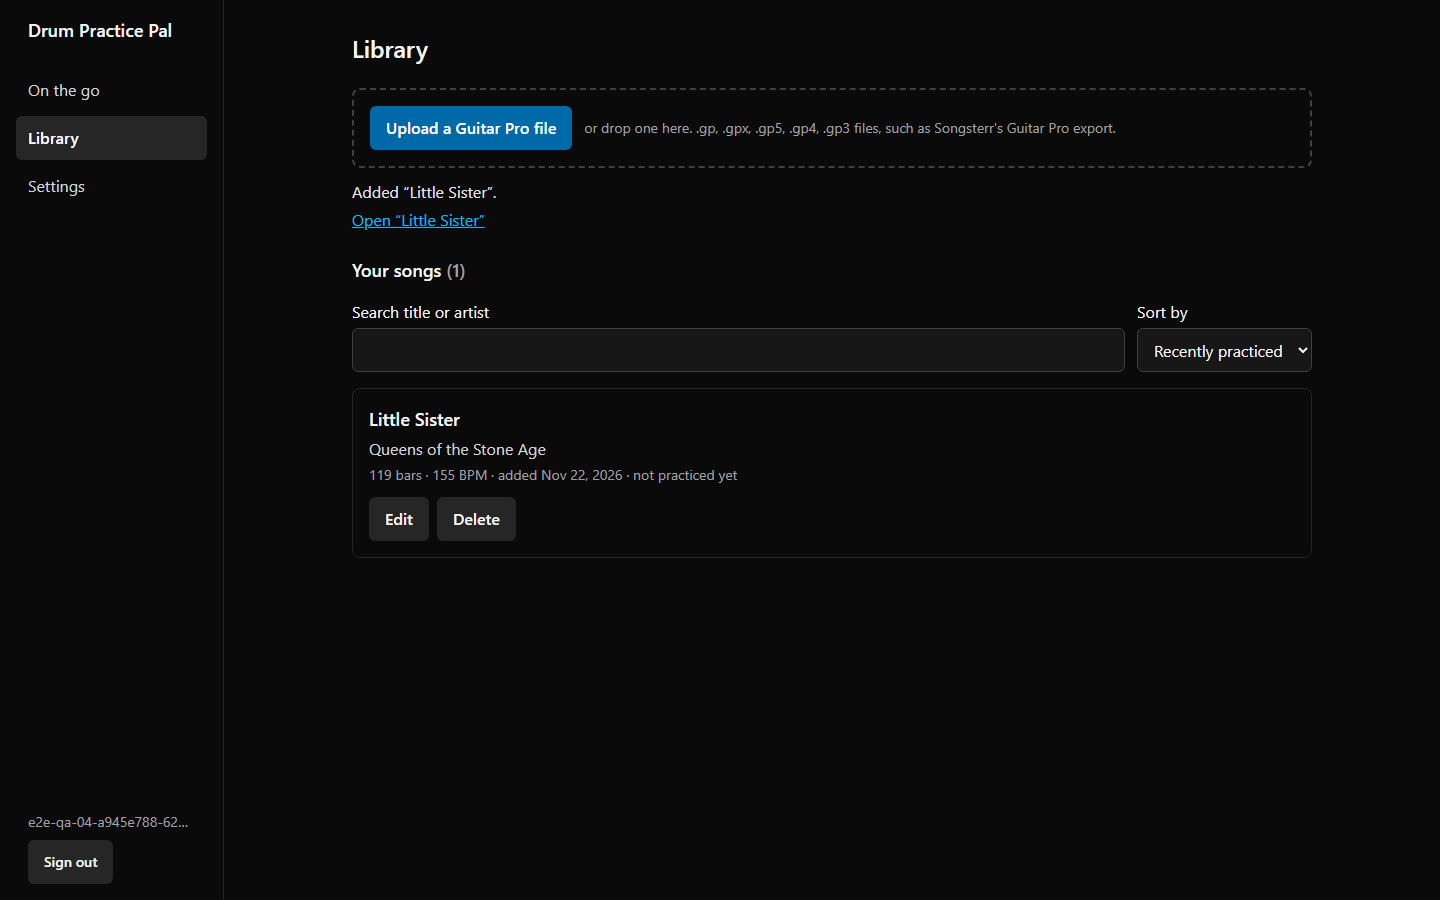 Drum Practice Pal
On the go
Library
Settings
e2e-qa-04-a945e788-62...
Sign out
Library
Upload a Guitar Pro file
or drop one here. .gp, .gpx, .gp5, .gp4, .gp3 files, such as Songsterr's Guitar Pro export.
Added “Little Sister”.
Open “Little Sister”
Your songs (1)
Search title or artist
Sort by
Recently practiced
Little Sister
Queens of the Stone Age
119 bars · 155 BPM · added Nov 22, 2026 · not practiced yet
Edit
Delete